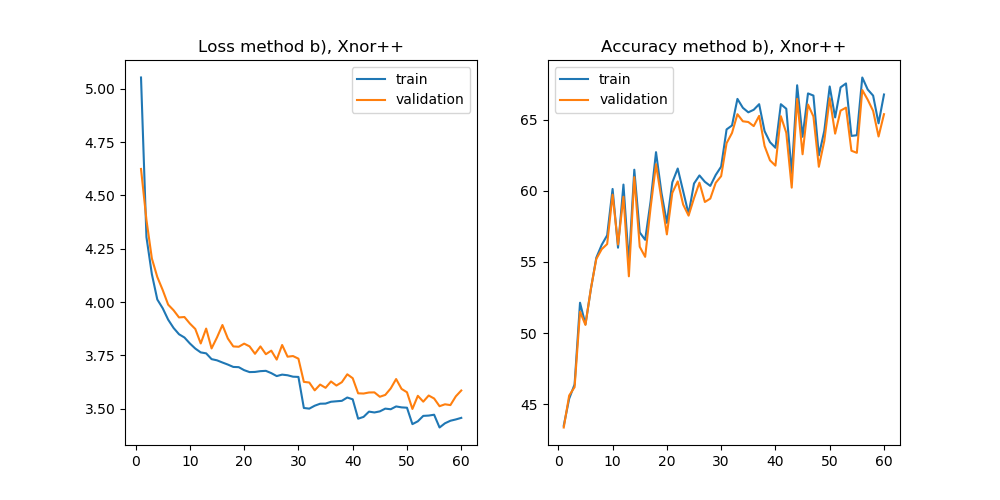 Loss method b), Xnor++
train
validation
5.00
4.75
4.50
4.25
4.00
3.75
3.50
0 10 20 30 40 50 60
Accuracy method b), Xnor++
train
validation
65
60
55
50
45
0 10 20 30 40 50 60